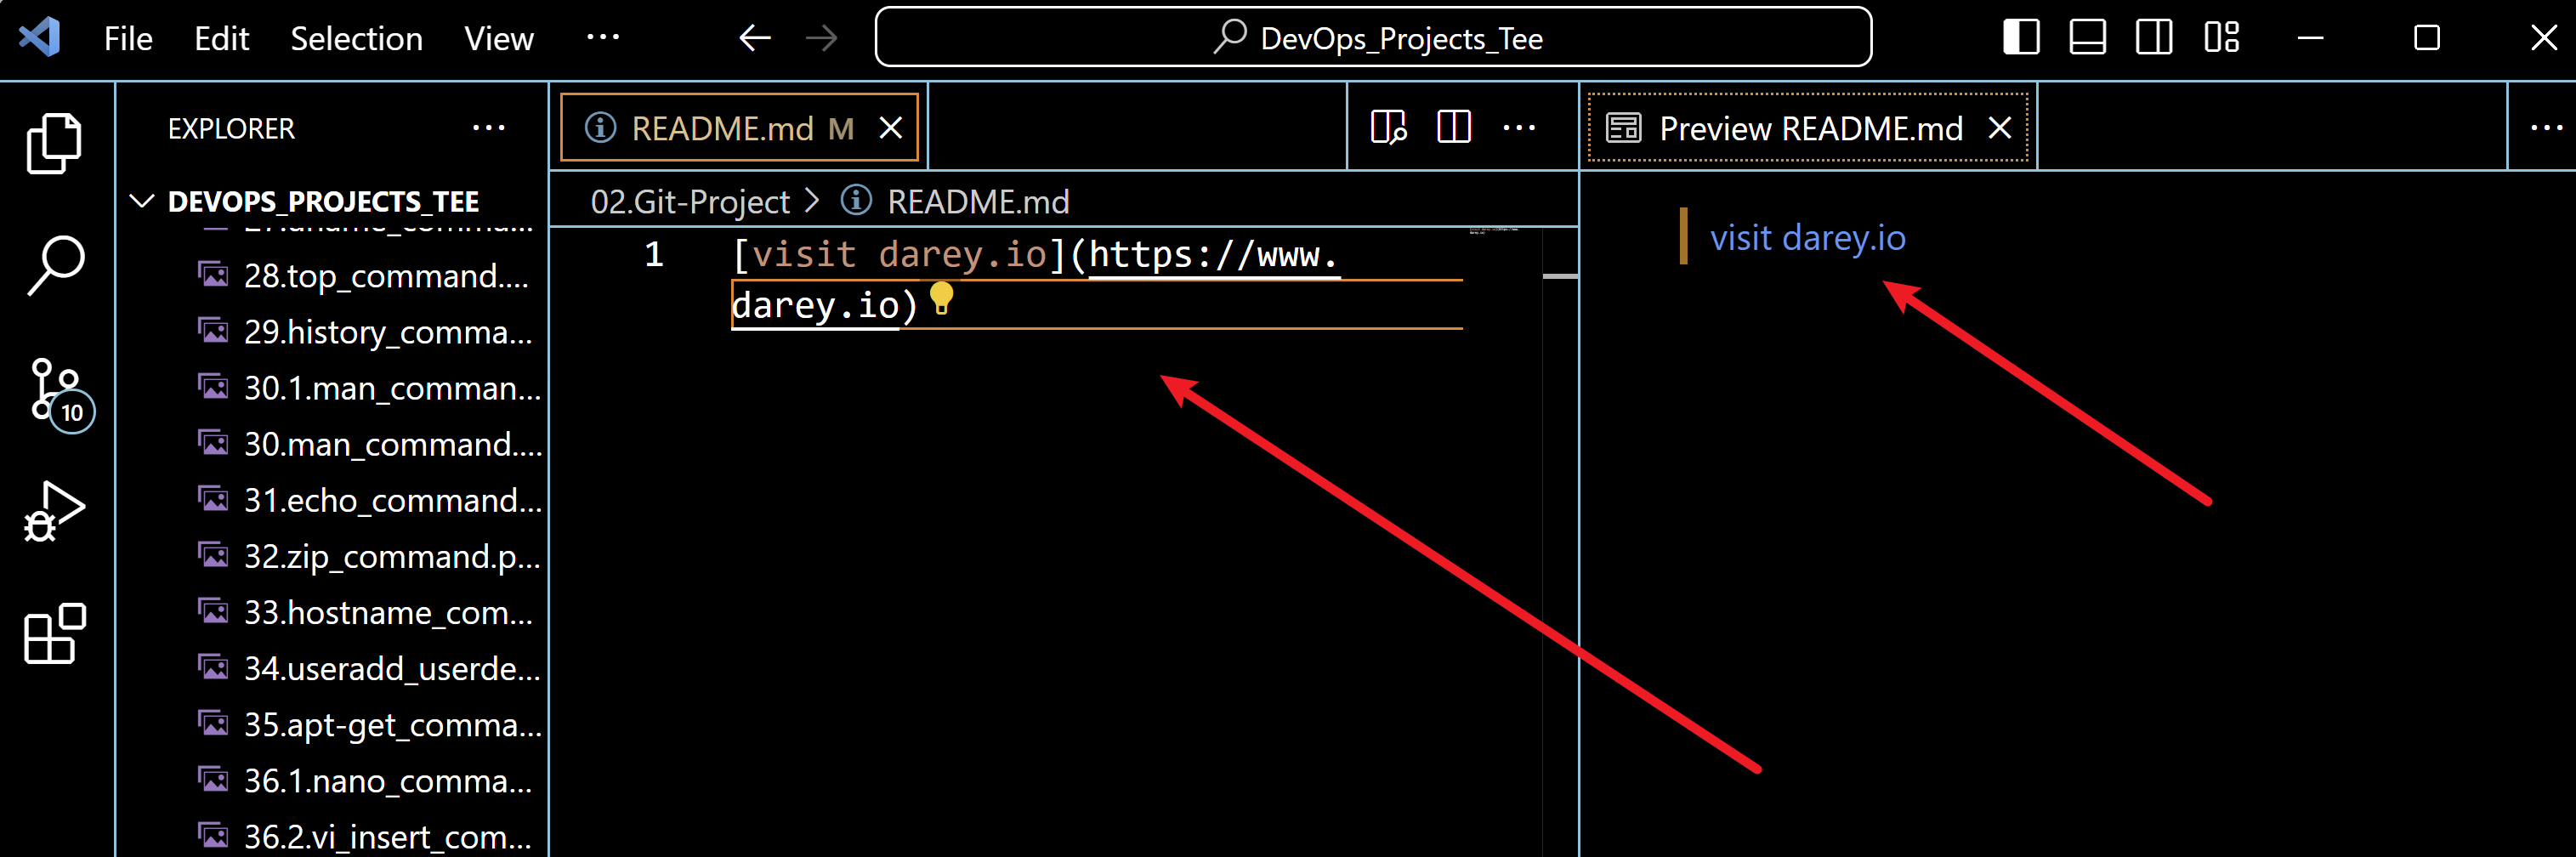 File Edit Selection View ··· DevOps_Projects_Tee
EXPLORER ···
README.md M
Preview README.md
DEVOPS_PROJECTS_TEE
02.Git-Project > README.md
28.top_command....
29.history_comma...
30.1.man_comman...
30.man_command....
31.echo_command...
32.zip_command.p...
33.hostname_com...
34.useradd_userde...
35.apt-get_comma...
36.1.nano_comma...
36.2.vi_insert_com...
10
1 [visit darey.io](https://www.
darey.io)
visit darey.io